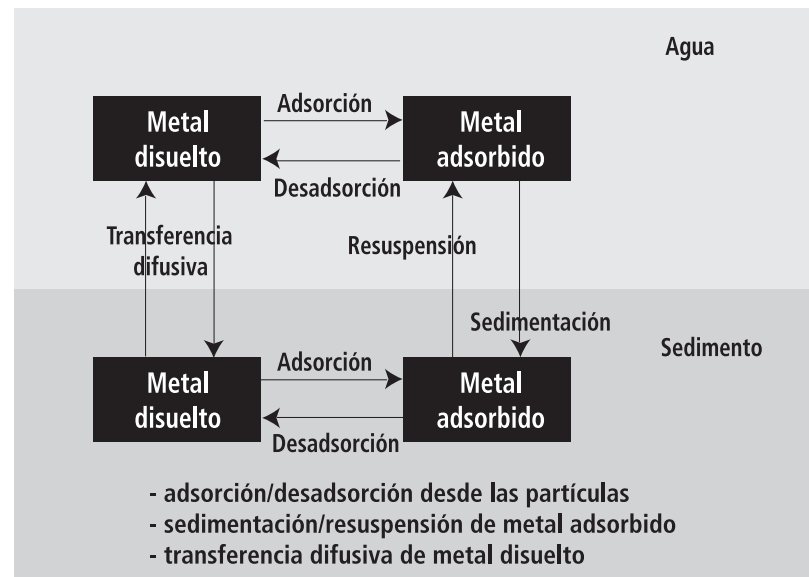 Agua
Metal
disuelto
Adsorción
Metal
adsorbido
Desadsorción
Transferencia
difusiva
Resuspensión
Sedimentación
Sedimento
Metal
disuelto
Adsorción
Metal
adsorbido
Desadsorción
- adsorción/desadsorción desde las partículas
- sedimentación/resuspensión de metal adsorbido
- transferencia difusiva de metal disuelto